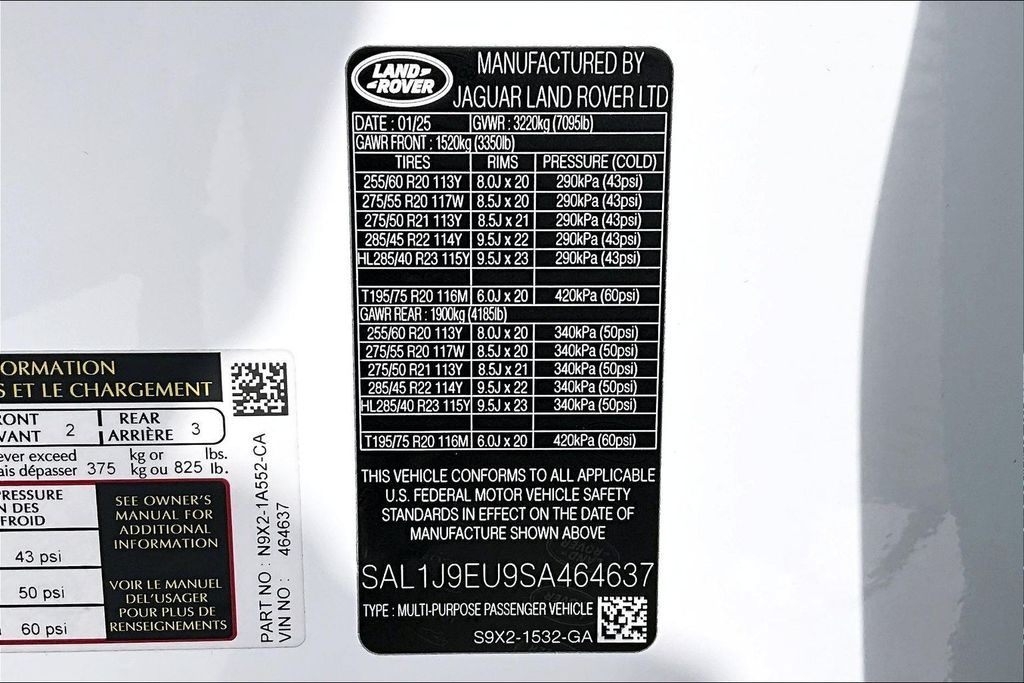 LAND-
-ROVER
MANUFACTURED BY
JAGUAR LAND ROVER LTD
DATE : 01/25 GVWR : 3220kg (7095lb)
GAWR FRONT : 1520kg (3350lb)
TIRES RIMS PRESSURE (COLD)
255/60 R20 113Y 8.0J x 20 290kPa (43psi)
275/55 R20 117W 8.5J x 20 290kPa (43psi)
275/50 R21 113Y 8.5J x 21 290kPa (43psi)
285/45 R22 114Y 9.5J x 22 290kPa (43psi)
HL285/40 R23 115Y 9.5J x 23 290kPa (43psi)
T195/75 R20 116M 6.0J x 20 420kPa (60psi)
GAWR REAR : 1900kg (4185lb)
255/60 R20 113Y 8.0J x 20 340kPa (50psi)
275/55 R20 117W 8.5J x 20 340kPa (50psi)
275/50 R21 113Y 8.5J x 21 340kPa (50psi)
285/45 R22 114Y 9.5J x 22 340kPa (50psi)
HL285/40 R23 115Y 9.5J x 23 340kPa (50psi)
T195/75 R20 116M 6.0J x 20 420kPa (60psi)
THIS VEHICLE CONFORMS TO ALL APPLICABLE
U.S. FEDERAL MOTOR VEHICLE SAFETY
STANDARDS IN EFFECT ON THE DATE OF
MANUFACTURE SHOWN ABOVE
SAL1J9EU9SA464637
TYPE : MULTI-PURPOSE PASSENGER VEHICLE
S9X2-1532-GA
ORMATION
S ET LE CHARGEMENT
RONT 2 REAR 3
VANT ARRIÈRE
ever exceed kg or lbs.
ais dépasser 375 kg ou 825 lb.
PRESSURE
N DES
FROID
43 psi
50 psi
60 psi
SEE OWNER'S
MANUAL FOR
ADDITIONAL
INFORMATION
VOIR LE MANUEL
DEL'USAGER
POUR PLUS DE
RENSEIGNEMENTS
PART NO : N9X2-1A552-CA
VIN NO : 464637